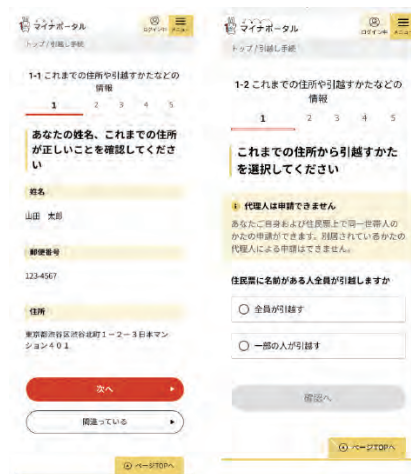 マイナポータル
ログイン中 メニュー
トップ/引越し手続
1-1 これまでの住所や引越すかたなどの
情報
1 2 3 4 5
あなたの姓名、これまでの住所
が正しいことを確認してくださ
い
姓名
山田 太郎
郵便番号
123-4567
住所
東京都渋谷区渋谷北町1-2-3日本マン
ション401
次へ
間違っている
ページTOPへ
マイナポータル
ログイン中 メニュー
トップ/引越し手続
1-2 これまでの住所や引越すかたなどの
情報
1 2 3 4 5
これまでの住所から引越すかた
を選択してください
代理人は申請できません
あなたご自身および住民票上で同一世帯人の
かたの申請ができます。別居されているかたの
代理人による申請はできません。
住民票に名前がある人全員が引越しますか
全員が引越す
一部の人が引越す
確認へ
ページTOPへ